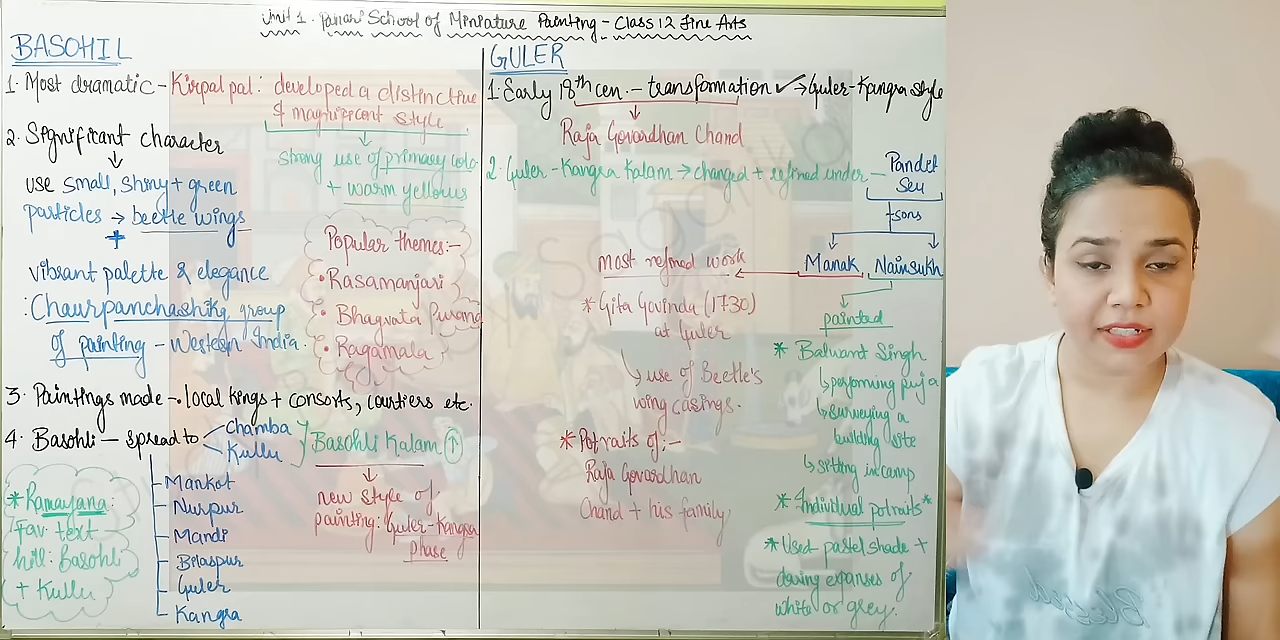 Unit 1. Pahari School of Miniature Painting - Class 12 Fine Arts
BASOHIL
1. Most dramatic - Kirpal pal: developed a distinctive
& magnificent style
strong use of primary colo
+ warm yellows
2. Significant character
use small, shiny + green
particles → beetle wings
+
vibrant palette & elegance
: Chaurpanchashika group
of painting - Western India.
Popular themes:-
• Rasamanjari
• Bhagvata Purana
• Ragamala
3. Paintings made - local kings + consorts, courtiers etc.
4. Basohli - spread to
Chamba
Kullu
Basohli Kalam ↑
Mankot
Nurpur
Mandi
Bilaspur
Guler
Kangra
new style of
painting: Guler-Kangra
phase
* Ramayana:
Fav. text
hill: Basohli
+ Kullu
GULER
1. Early 18th cen. - transformation ✓ → Guler-Kangra style
Raja Govardhan Chand
2. Guler-Kangra Kalam → changed + refined under -
Pandit
Seu
sons
Manak
Nainsukh
most refined work
* Gita Govinda (1730)
at Guler
↳ use of Beetle's
wing casings.
* Potraits of:-
Raja Govardhan
Chand + his family
painted
* Balwant Singh
↳ performing puja
↳ surveying a
building site
↳ sitting in camp
* Individual potraits *
* Used pastel shade +
daring expanses of
white or grey.
Blessed